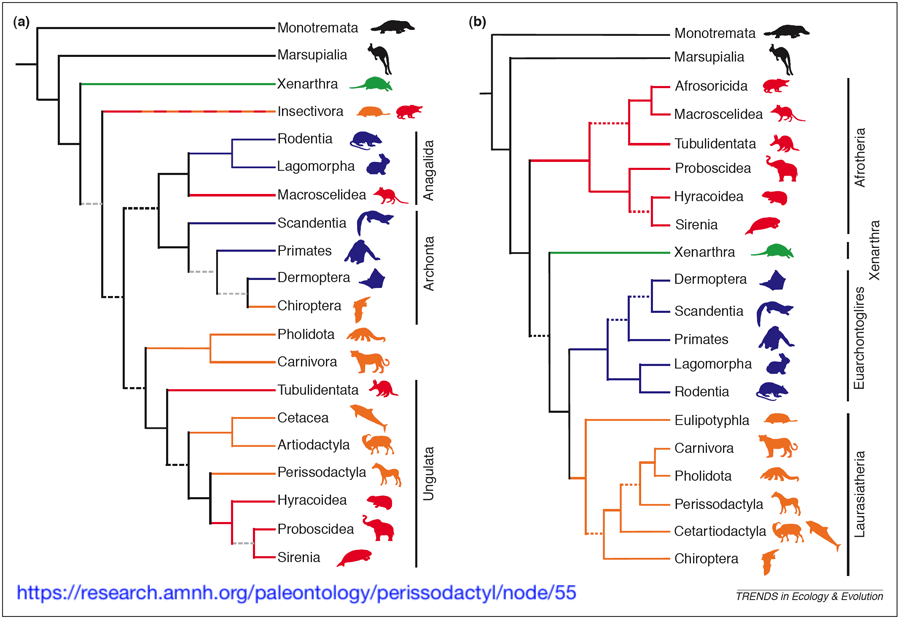 (a)
Monotremata
Marsupialia
Xenarthra
Insectivora
Rodentia
Lagomorpha
Macroscelidea
Anagalida
Scandentia
Primates
Dermoptera
Chiroptera
Archonta
Pholidota
Carnivora
Tubulidentata
Cetacea
Artiodactyla
Perissodactyla
Hyracoidea
Proboscidea
Sirenia
Ungulata
(b)
Monotremata
Marsupialia
Afrosoricida
Macroscelidea
Tubulidentata
Proboscidea
Hyracoidea
Sirenia
Afrotheria
Xenarthra
Xenarthra
Dermoptera
Scandentia
Primates
Lagomorpha
Rodentia
Euarchontoglires
Eulipotyphla
Carnivora
Pholidota
Perissodactyla
Cetartiodactyla
Chiroptera
Laurasiatheria
https://research.amnh.org/paleontology/perissodactyl/node/55
TRENDS in Ecology & Evolution